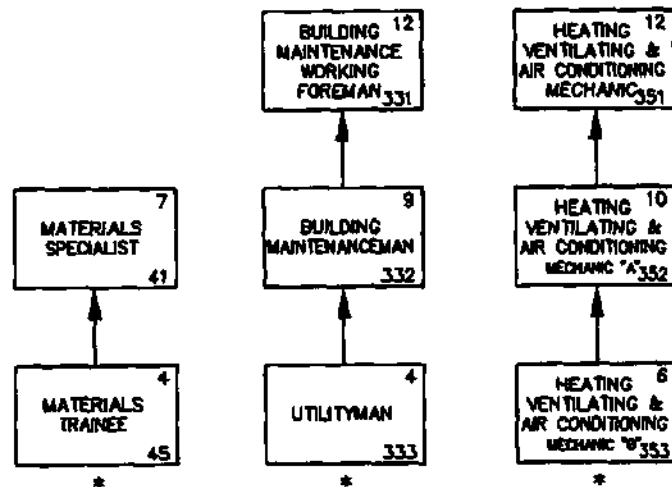 12
BUILDING
MAINTENANCE
WORKING
FOREMAN
331
12
HEATING
VENTILATING &
AIR CONDITIONING
MECHANIC
351
7
MATERIALS
SPECIALIST
41
9
BUILDING
MAINTENANCEMAN
332
10
HEATING
VENTILATING &
AIR CONDITIONING
MECHANIC "A"
352
4
MATERIALS
TRAINEE
45
*
4
UTILITYMAN
333
*
6
HEATING
VENTILATING &
AIR CONDITIONING
MECHANIC "B"
353
*